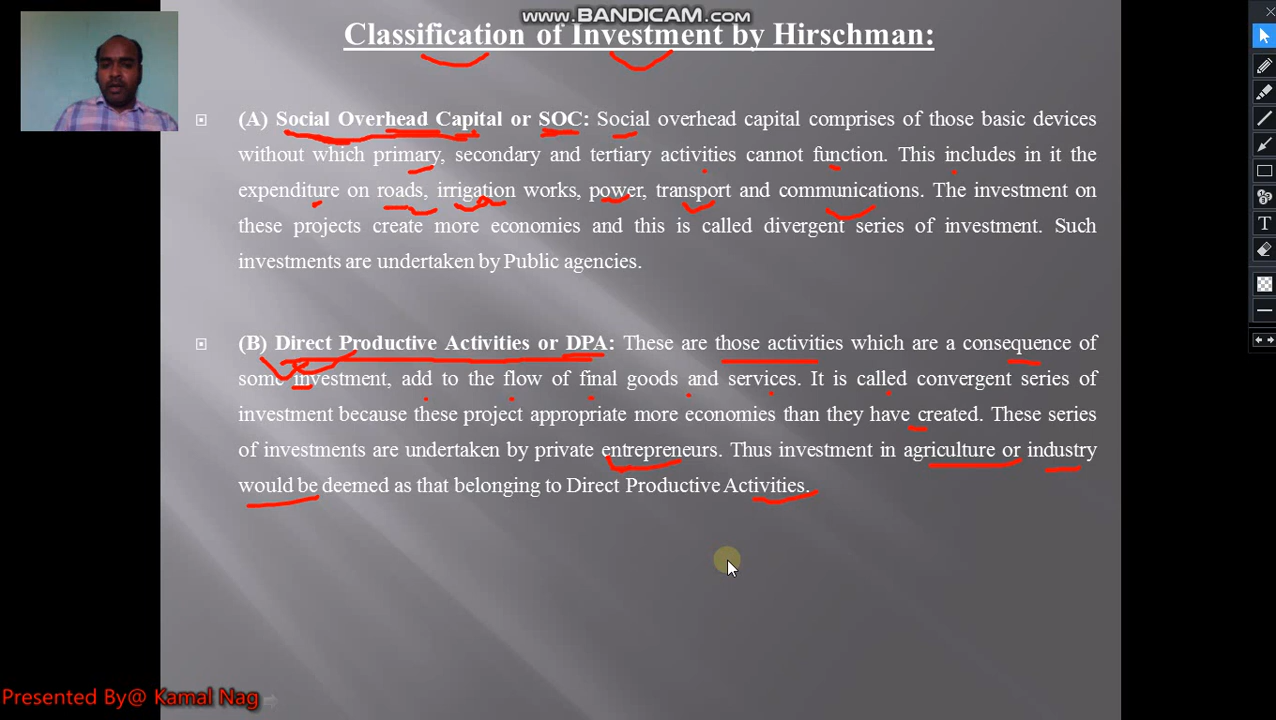 www.BANDICAM.com
Classification of Investment by Hirschman:
(A) Social Overhead Capital or SOC: Social overhead capital comprises of those basic devices
without which primary, secondary and tertiary activities cannot function. This includes in it the
expenditure on roads, irrigation works, power, transport and communications. The investment on
these projects create more economies and this is called divergent series of investment. Such
investments are undertaken by Public agencies.
(B) Direct Productive Activities or DPA: These are those activities which are a consequence of
some investment, add to the flow of final goods and services. It is called convergent series of
investment because these project appropriate more economies than they have created. These series
of investments are undertaken by private entrepreneurs. Thus investment in agriculture or industry
would be deemed as that belonging to Direct Productive Activities.
Presented By@ Kamal Nag